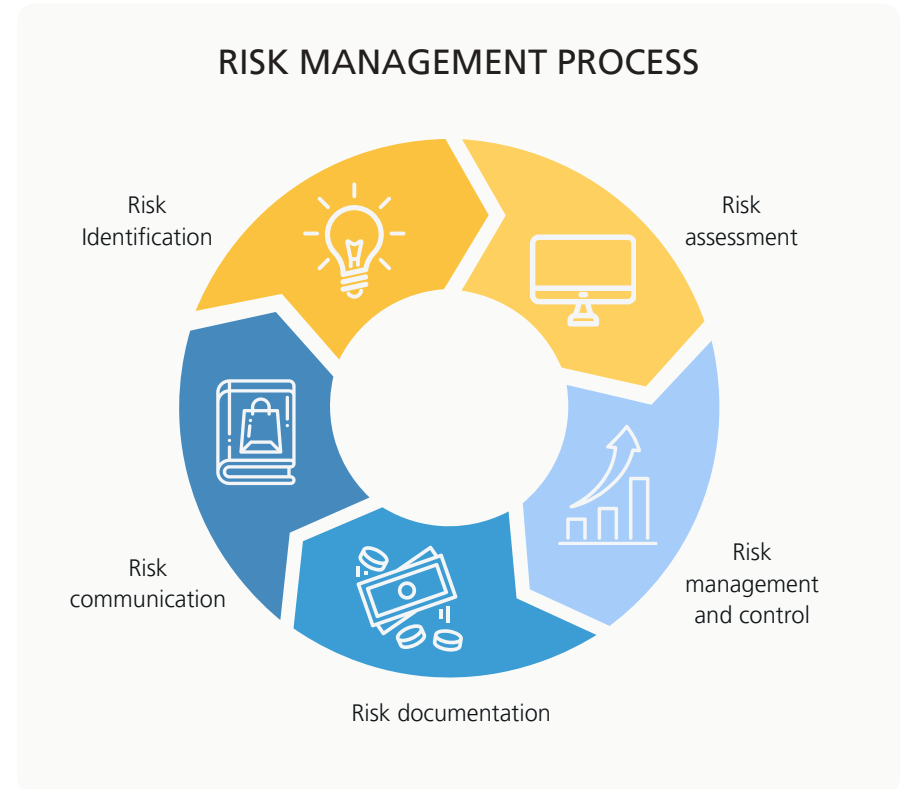 RISK MANAGEMENT PROCESS
Risk
Identification
Risk
assessment
Risk
management
and control
Risk documentation
Risk
communication